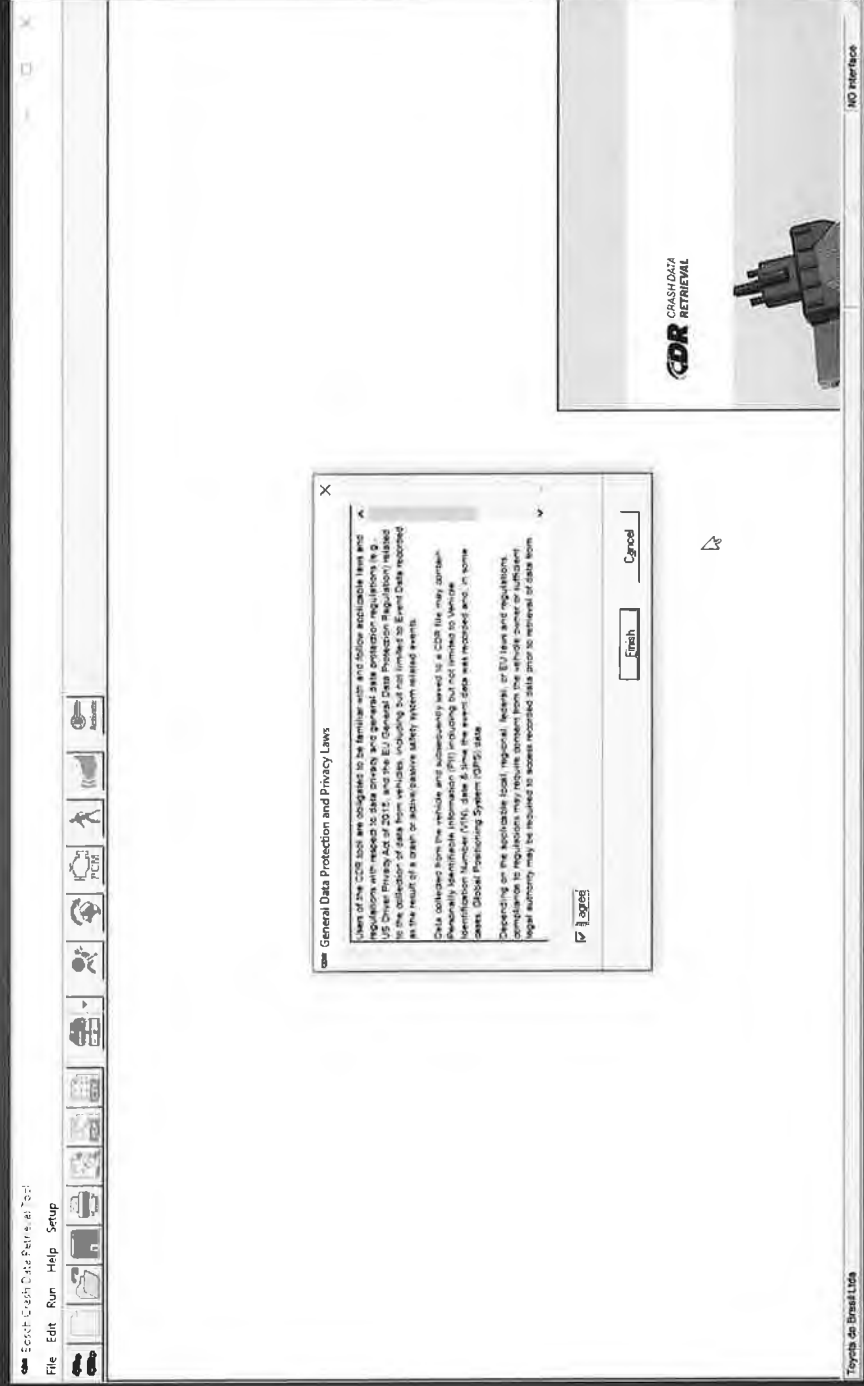 Bosch Crash Data Retrieval Tool
File Edit Run Help Setup
PCM
Activate
General Data Protection and Privacy Laws
Users of the CDR tool are obligated to be familiar with and follow applicable laws and
regulations with respect to data privacy and general data protection regulations (e.g.
US Driver Privacy Act of 2015, and the EU General Data Protection Regulation) related
to the collection of data from vehicles, including but not limited to Event Data recorded
as the result of a crash or active/passive safety system related events.
Data collected from the vehicle and subsequently saved to a CDR file may contain
Personally Identifiable Information (PII) including but not limited to Vehicle
Identification Number (VIN), date & time the event data was recorded and, in some
cases, Global Positioning System (GPS) data.
Depending on the applicable local, regional, federal, or EU laws and regulations,
compliance to regulations may require consent from the vehicle owner or sufficient
legal authority may be required to access recorded data prior to retrieval of data from
I agree
Finish
Cancel
CDR CRASH DATA
RETRIEVAL
Toyota do Brasil Ltda
NO Interface